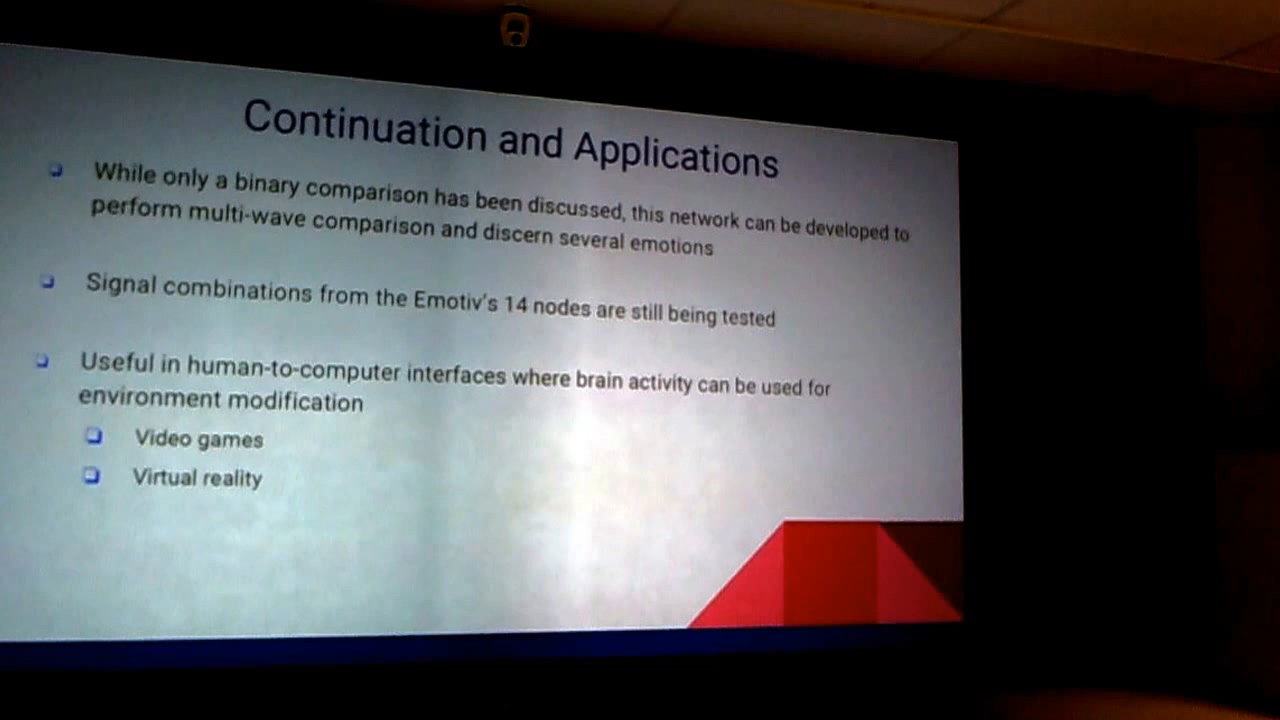 Continuation and Applications
While only a binary comparison has been discussed, this network can be developed to
perform multi-wave comparison and discern several emotions
Signal combinations from the Emotiv's 14 nodes are still being tested
Useful in human-to-computer interfaces where brain activity can be used for
environment modification
Video games
Virtual reality